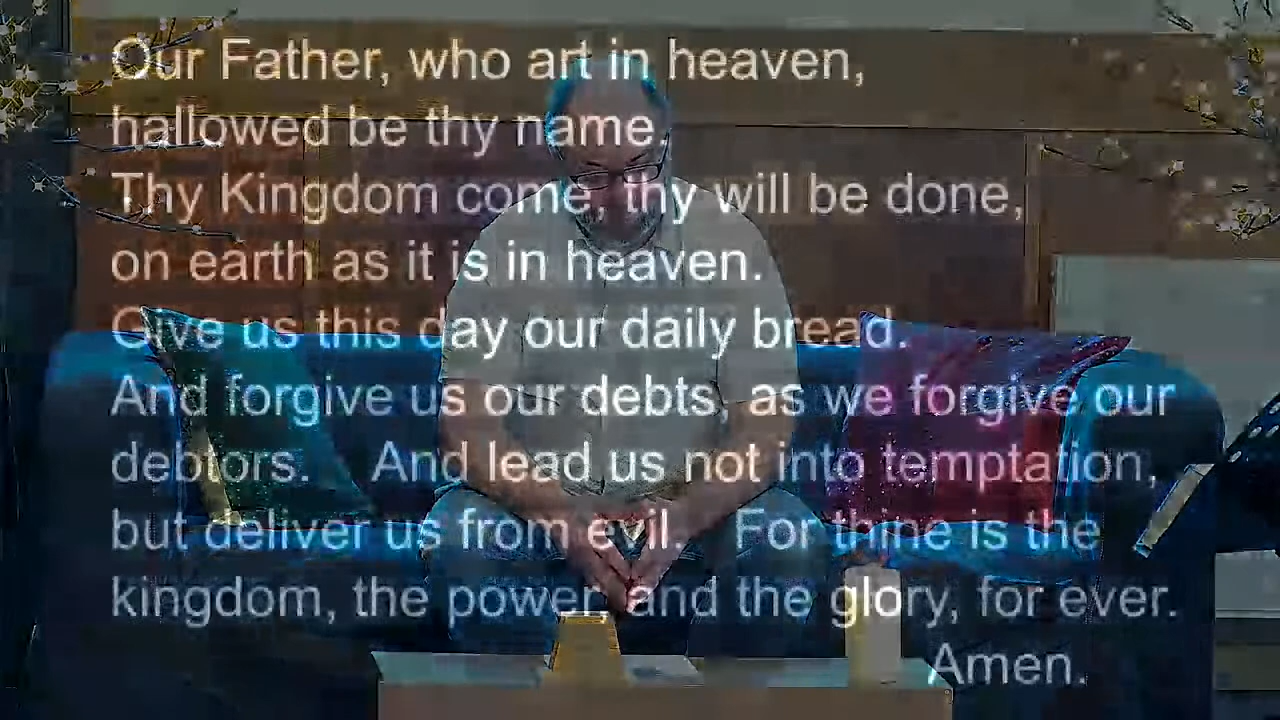 Our Father, who art in heaven,
hallowed be thy name.
Thy Kingdom come, thy will be done,
on earth as it is in heaven.
Give us this day our daily bread.
And forgive us our debts, as we forgive our
debtors. And lead us not into temptation,
but deliver us from evil. For thine is the
kingdom, the power, and the glory, for ever.
Amen.